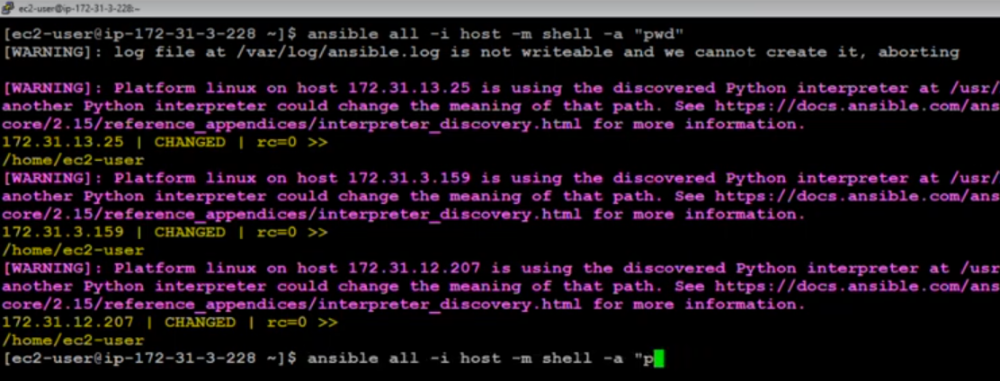 ec2-user@ip-172-31-3-228:~
[ec2-user@ip-172-31-3-228 ~]$ ansible all -i host -m shell -a "pwd"
[WARNING]: log file at /var/log/ansible.log is not writeable and we cannot create it, aborting
[WARNING]: Platform linux on host 172.31.13.25 is using the discovered Python interpreter at /usr/
another Python interpreter could change the meaning of that path. See https://docs.ansible.com/ans
core/2.15/reference_appendices/interpreter_discovery.html for more information.
172.31.13.25 | CHANGED | rc=0 >>
/home/ec2-user
[WARNING]: Platform linux on host 172.31.3.159 is using the discovered Python interpreter at /usr/
another Python interpreter could change the meaning of that path. See https://docs.ansible.com/ans
core/2.15/reference_appendices/interpreter_discovery.html for more information.
172.31.3.159 | CHANGED | rc=0 >>
/home/ec2-user
[WARNING]: Platform linux on host 172.31.12.207 is using the discovered Python interpreter at /usr
another Python interpreter could change the meaning of that path. See https://docs.ansible.com/ans
core/2.15/reference_appendices/interpreter_discovery.html for more information.
172.31.12.207 | CHANGED | rc=0 >>
/home/ec2-user
[ec2-user@ip-172-31-3-228 ~]$ ansible all -i host -m shell -a "p